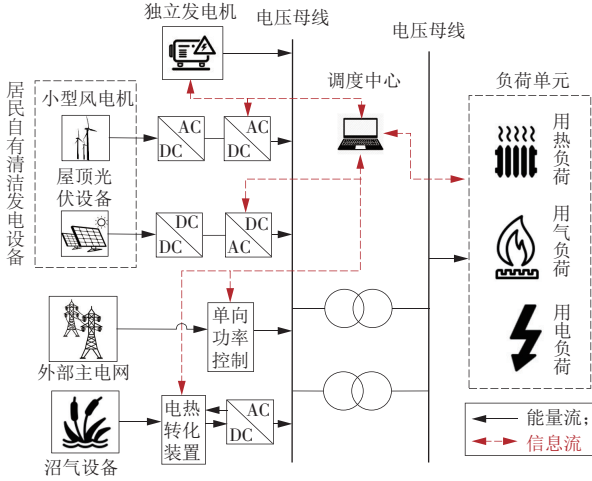 独立发电机
电压母线
电压母线
调度中心
负荷单元
居民自有清洁发电设备
小型风电机
AC
DC
AC
DC
屋顶光
伏设备
DC
DC
DC
AC
用热负荷
用气负荷
用电负荷
外部主电网
单向
功率
控制
沼气设备
电热
转化
装置
AC
DC
能量流；
信息流